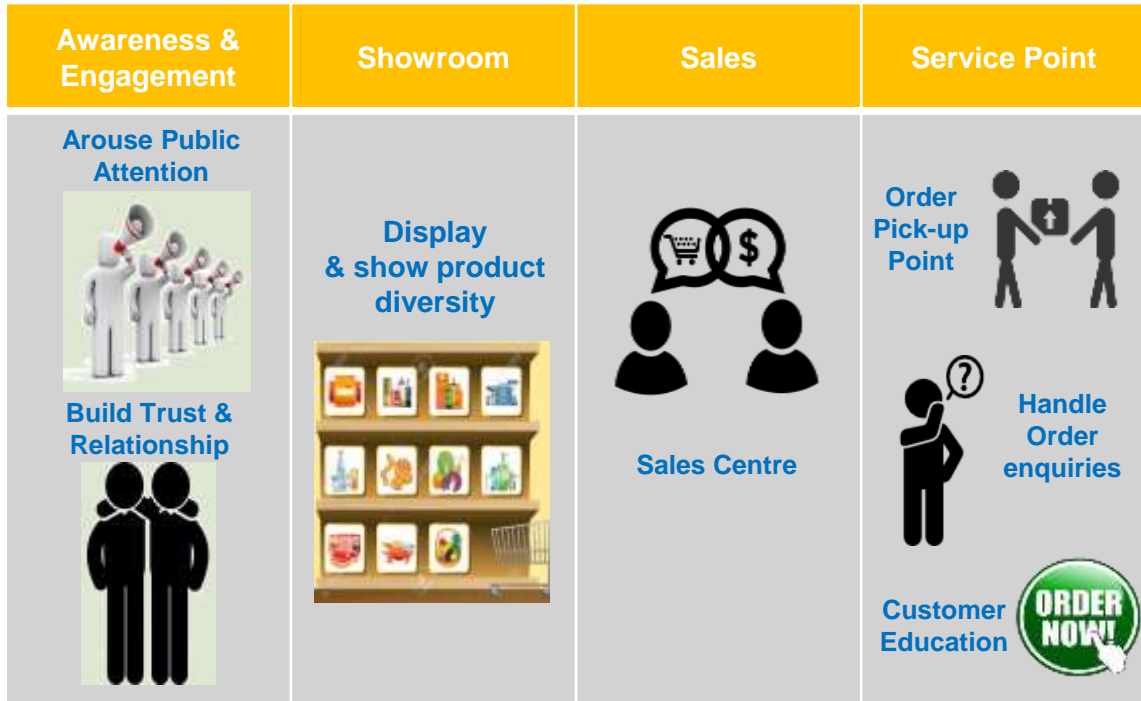 Awareness &
Engagement
Showroom
Sales
Service Point
Arouse Public
Attention
Build Trust &
Relationship
Display
& show product
diversity
$
Sales Centre
Order
Pick-up
Point
?
Handle
Order
enquiries
Customer
Education
ORDER
NOW!!